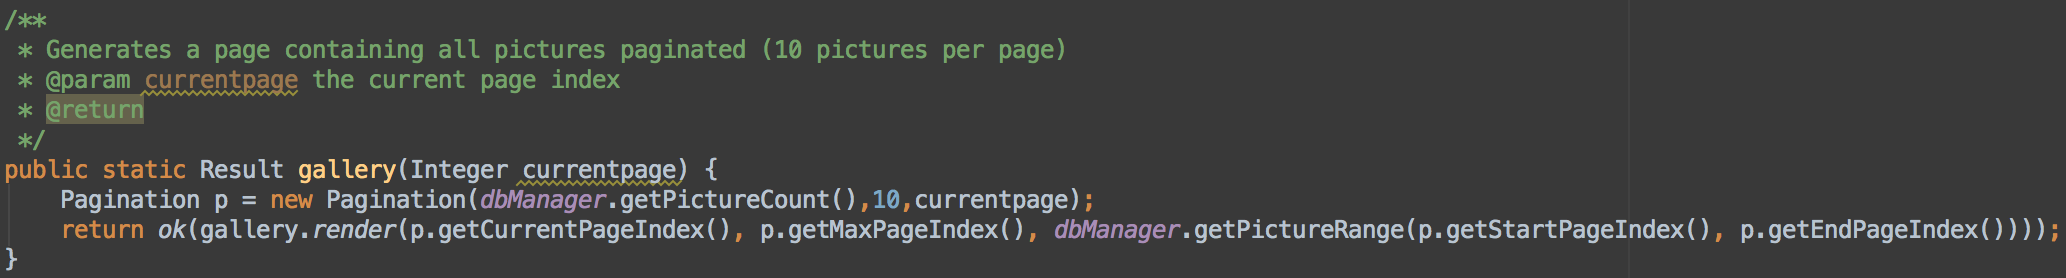 /**
 * Generates a page containing all pictures paginated (10 pictures per page)
 * @param currentpage the current page index
 * @return
 */
public static Result gallery(Integer currentpage) {
    Pagination p = new Pagination(dbManager.getPictureCount(),10,currentpage);
    return ok(gallery.render(p.getCurrentPageIndex(), p.getMaxPageIndex(), dbManager.getPictureRange(p.getStartPageIndex(), p.getEndPageIndex())));
}